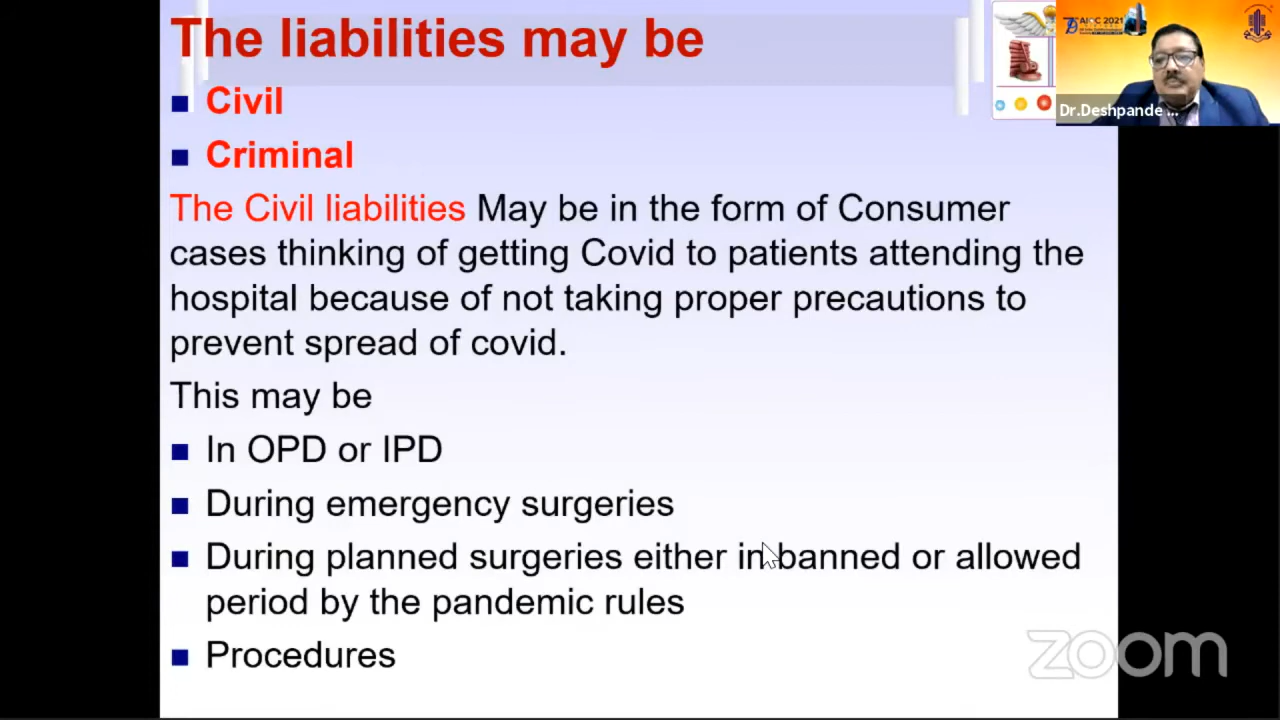 The liabilities may be
Civil
Criminal
The Civil liabilities May be in the form of Consumer
cases thinking of getting Covid to patients attending the
hospital because of not taking proper precautions to
prevent spread of covid.
This may be
In OPD or IPD
During emergency surgeries
During planned surgeries either in banned or allowed
period by the pandemic rules
Procedures
AIOC 2021
Dr.Deshpande ...
zoom